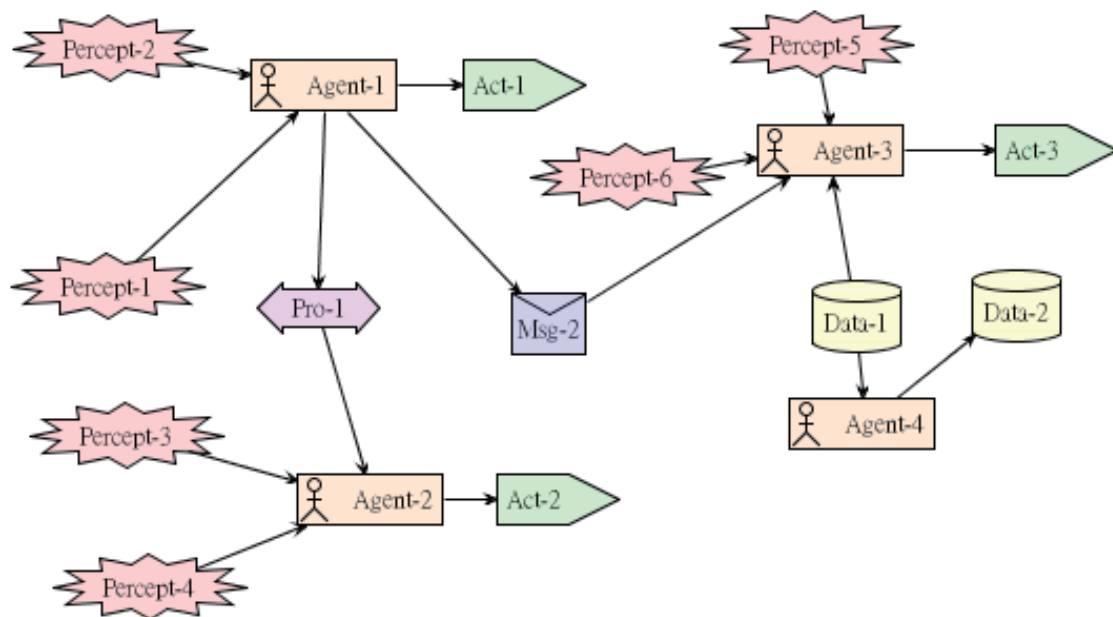 Percept-2
Agent-1
Act-1
Percept-5
Agent-3
Act-3
Percept-6
Percept-1
Pro-1
Msg-2
Data-1
Data-2
Agent-4
Percept-3
Agent-2
Act-2
Percept-4